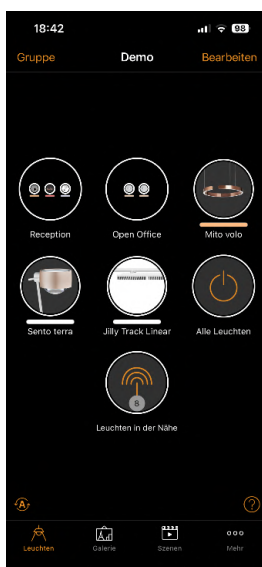 18:42
98
Gruppe Demo Bearbeiten
Reception Open Office Mito volo
Sento terra Jilly Track Linear Alle Leuchten
8
Leuchten in der Nähe
A ?
Leuchten Galerie Szenen Mehr